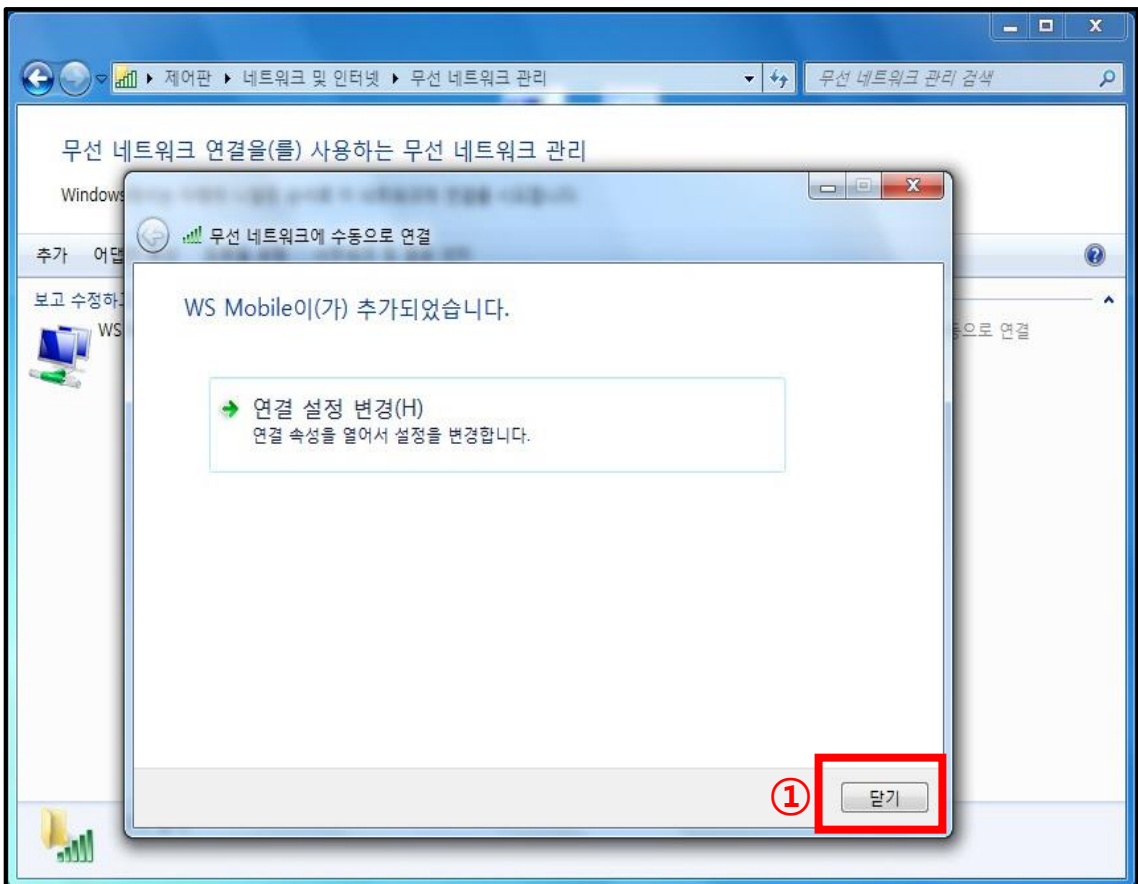 제어판 ▸ 네트워크 및 인터넷 ▸ 무선 네트워크 관리
무선 네트워크 관리 검색
무선 네트워크 연결을(를) 사용하는 무선 네트워크 관리
Windows
무선 네트워크에 수동으로 연결
추가
보고 수정하
WS Mobile이(가) 추가되었습니다.
WS
동으로 연결
연결 설정 변경(H)
연결 속성을 열어서 설정을 변경합니다.
① 닫기